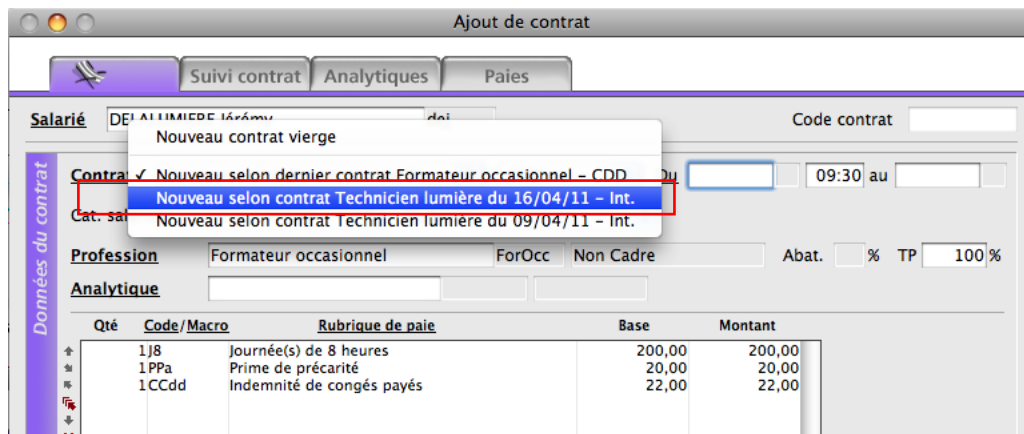 Ajout de contrat
Suivi contrat Analytiques Paies
Salarié DELALUMIERE Jérémy del Code contrat
Nouveau contrat vierge
Données du contrat
Contrat ✓ Nouveau selon dernier contrat Formateur occasionnel – CDD Du 09:30 au
Nouveau selon contrat Technicien lumière du 16/04/11 – Int.
Cat. sal Nouveau selon contrat Technicien lumière du 09/04/11 – Int.
Profession Formateur occasionnel ForOcc Non Cadre Abat. % TP 100 %
Analytique
Qté Code/Macro Rubrique de paie Base Montant
1 J8 Journée(s) de 8 heures 200,00 200,00
1 PPa Prime de précarité 20,00 20,00
1 CCdd Indemnité de congés payés 22,00 22,00